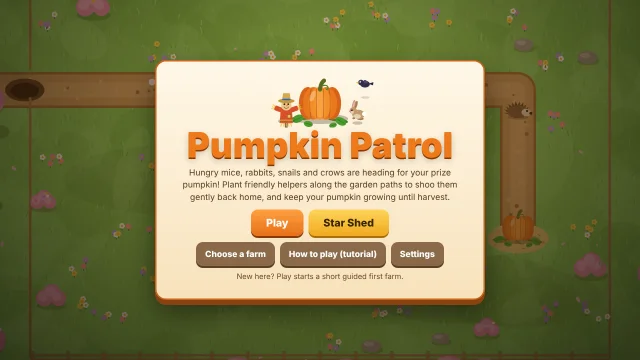 Pumpkin Patrol
Hungry mice, rabbits, snails and crows are heading for your prize
pumpkin! Plant friendly helpers along the garden paths to shoo them
gently back home, and keep your pumpkin growing until harvest.
Play
Star Shed
Choose a farm
How to play (tutorial)
Settings
New here? Play starts a short guided first farm.